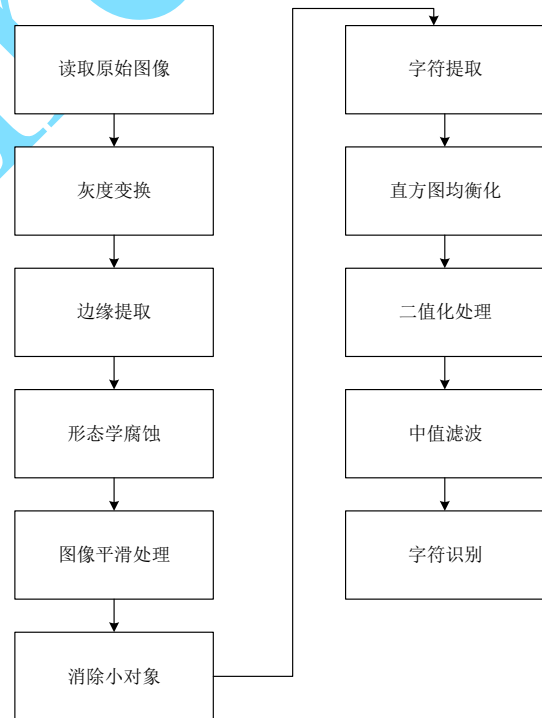 读取原始图像
灰度变换
边缘提取
形态学腐蚀
图像平滑处理
消除小对象
字符提取
直方图均衡化
二值化处理
中值滤波
字符识别